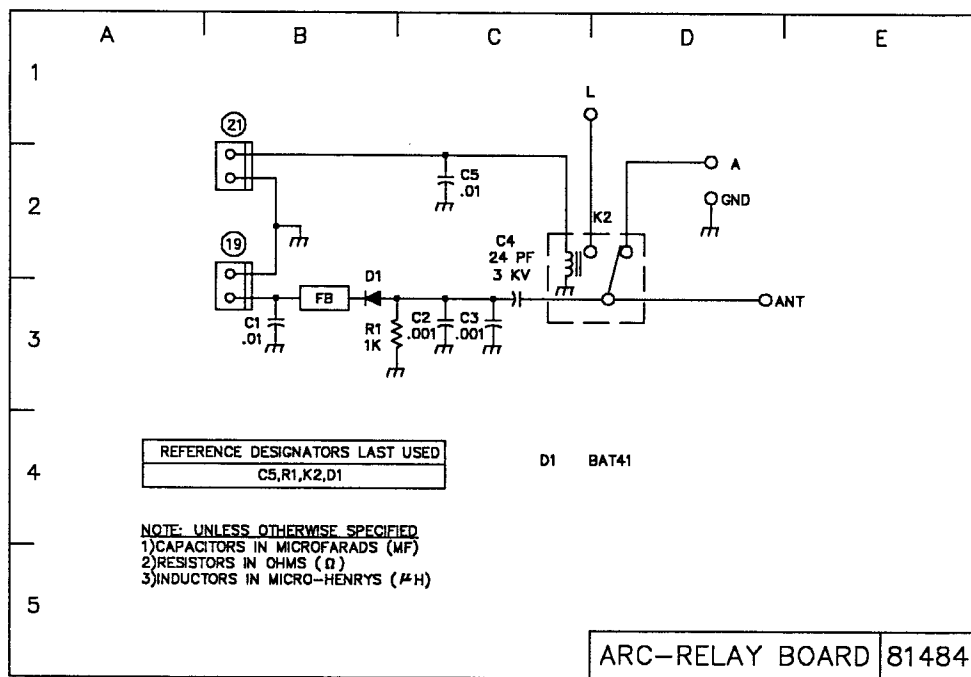 A B C D E
1
L
21
A
C5
.01
2
GND
K2
19
C4
24 PF
3 KV
D1
FB
ANT
C1
.01
R1
1K
C2
.001
C3
.001
3
REFERENCE DESIGNATORS LAST USED
C5,R1,K2,D1
4
D1 BAT41
NOTE: UNLESS OTHERWISE SPECIFIED
1)CAPACITORS IN MICROFARADS (MF)
2)RESISTORS IN OHMS (Ω)
3)INDUCTORS IN MICRO-HENRYS (μH)
5
ARC-RELAY BOARD 81484